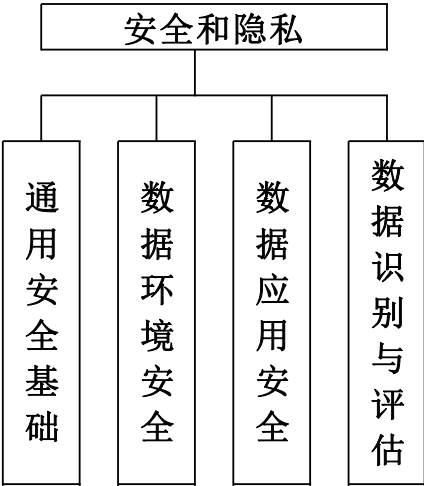 安全和隐私
通用安全基础
数据环境安全
数据应用安全
数据识别与评估